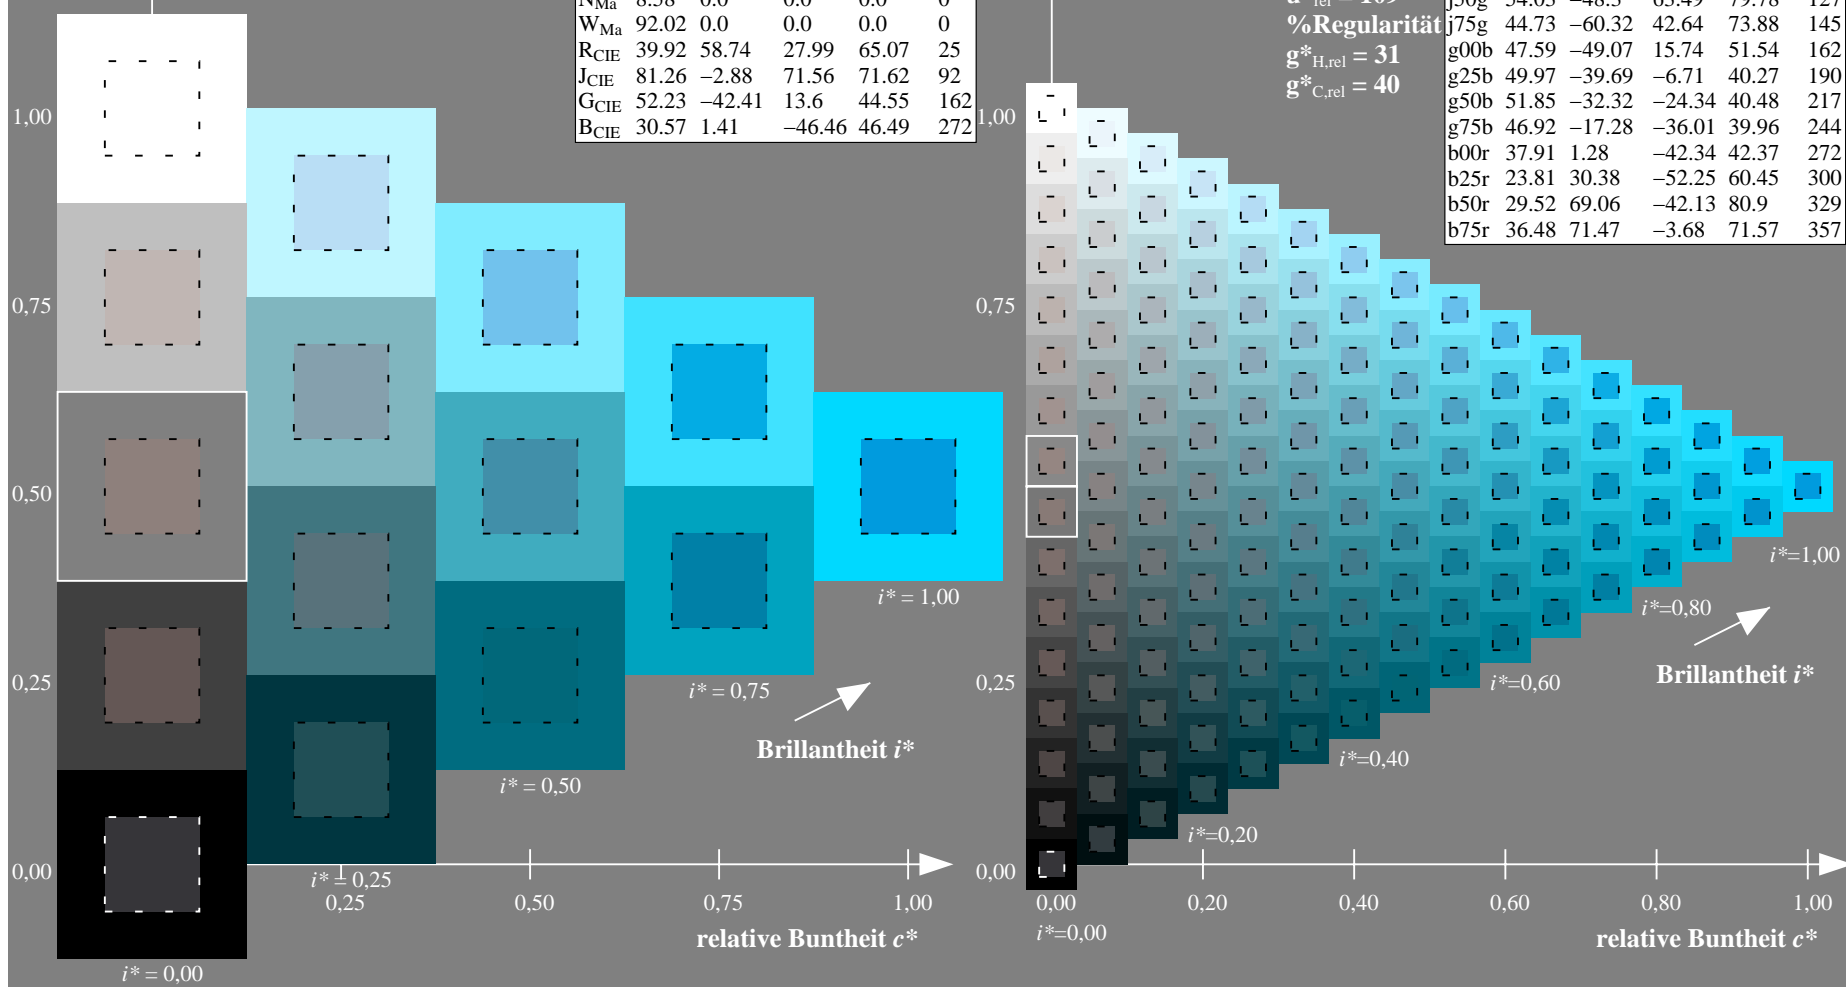 N_Ma 8.58 0.0 0.0 0.0 0
W_Ma 92.02 0.0 0.0 0.0 0
R_CIE 39.92 58.74 27.99 65.07 25
J_CIE 81.26 −2.88 71.56 71.62 92
G_CIE 52.23 −42.41 13.6 44.55 162
B_CIE 30.57 1.41 −46.46 46.49 272
1,00
0,75
0,50
0,25
0,00
i* = 1,00
i* = 0,75
Brillantheit i*
i* = 0,50
i* = 0,25
0,25 0,50 0,75 1,00
relative Buntheit c*
i* = 0,00
%Regularität
g*_H,rel = 31
g*_C,rel = 40
j50g 54.03 −48.3 63.49 79.78 127
j75g 44.73 −60.32 42.64 73.88 145
g00b 47.59 −49.07 15.74 51.54 162
g25b 49.97 −39.69 −6.71 40.27 190
g50b 51.85 −32.32 −24.34 40.48 217
g75b 46.92 −17.28 −36.01 39.96 244
b00r 37.91 1.28 −42.34 42.37 272
b25r 23.81 30.38 −52.25 60.45 300
b50r 29.52 69.06 −42.13 80.9 329
b75r 36.48 71.47 −3.68 71.57 357
1,00
0,75
0,50
0,25
0,00
i*=1,00
i*=0,80
Brillantheit i*
i*=0,60
i*=0,40
i*=0,20
0,00 0,20 0,40 0,60 0,80 1,00
i*=0,00
relative Buntheit c*